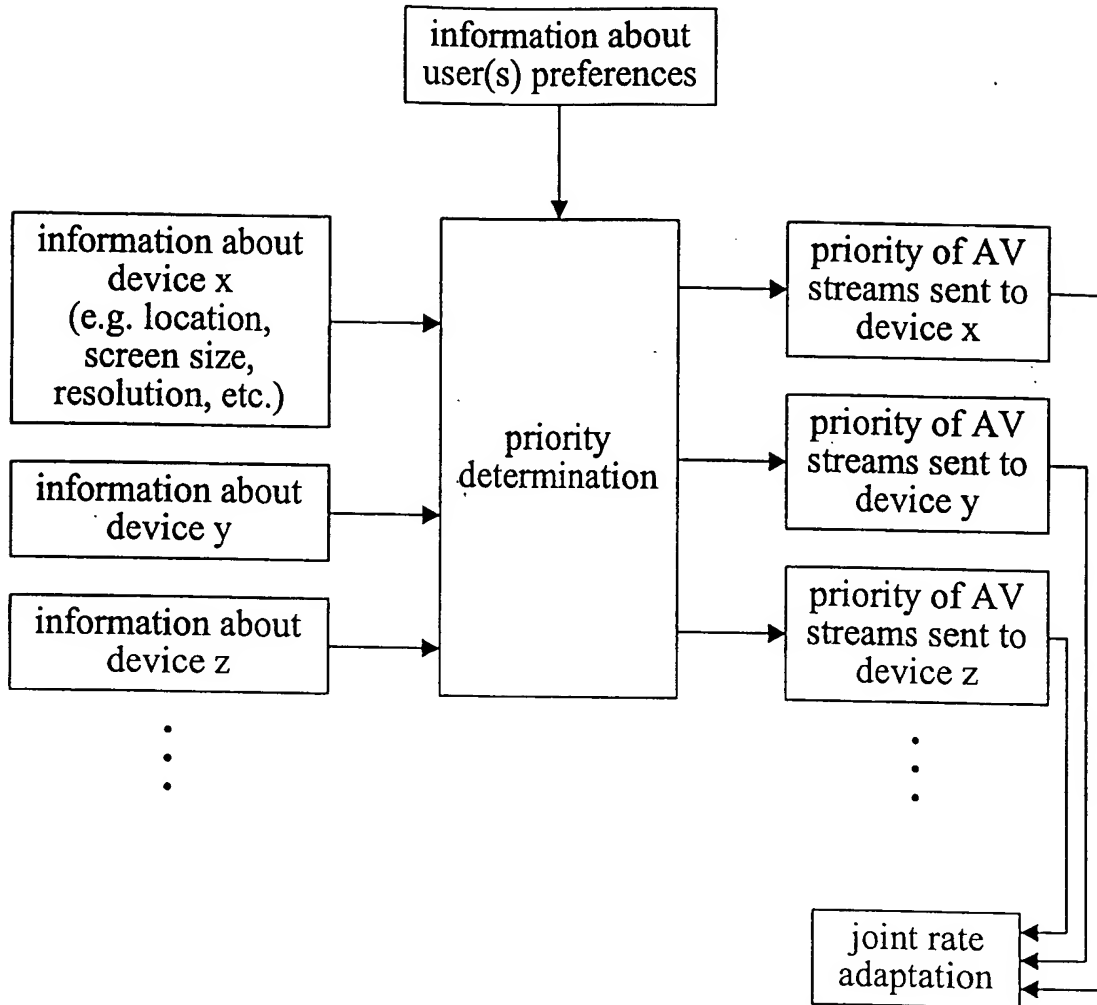 information about
user(s) preferences
information about
device x
(e.g. location,
screen size,
resolution, etc.)
information about
device y
information about
device z
priority
determination
priority of AV
streams sent to
device x
priority of AV
streams sent to
device y
priority of AV
streams sent to
device z
joint rate
adaptation